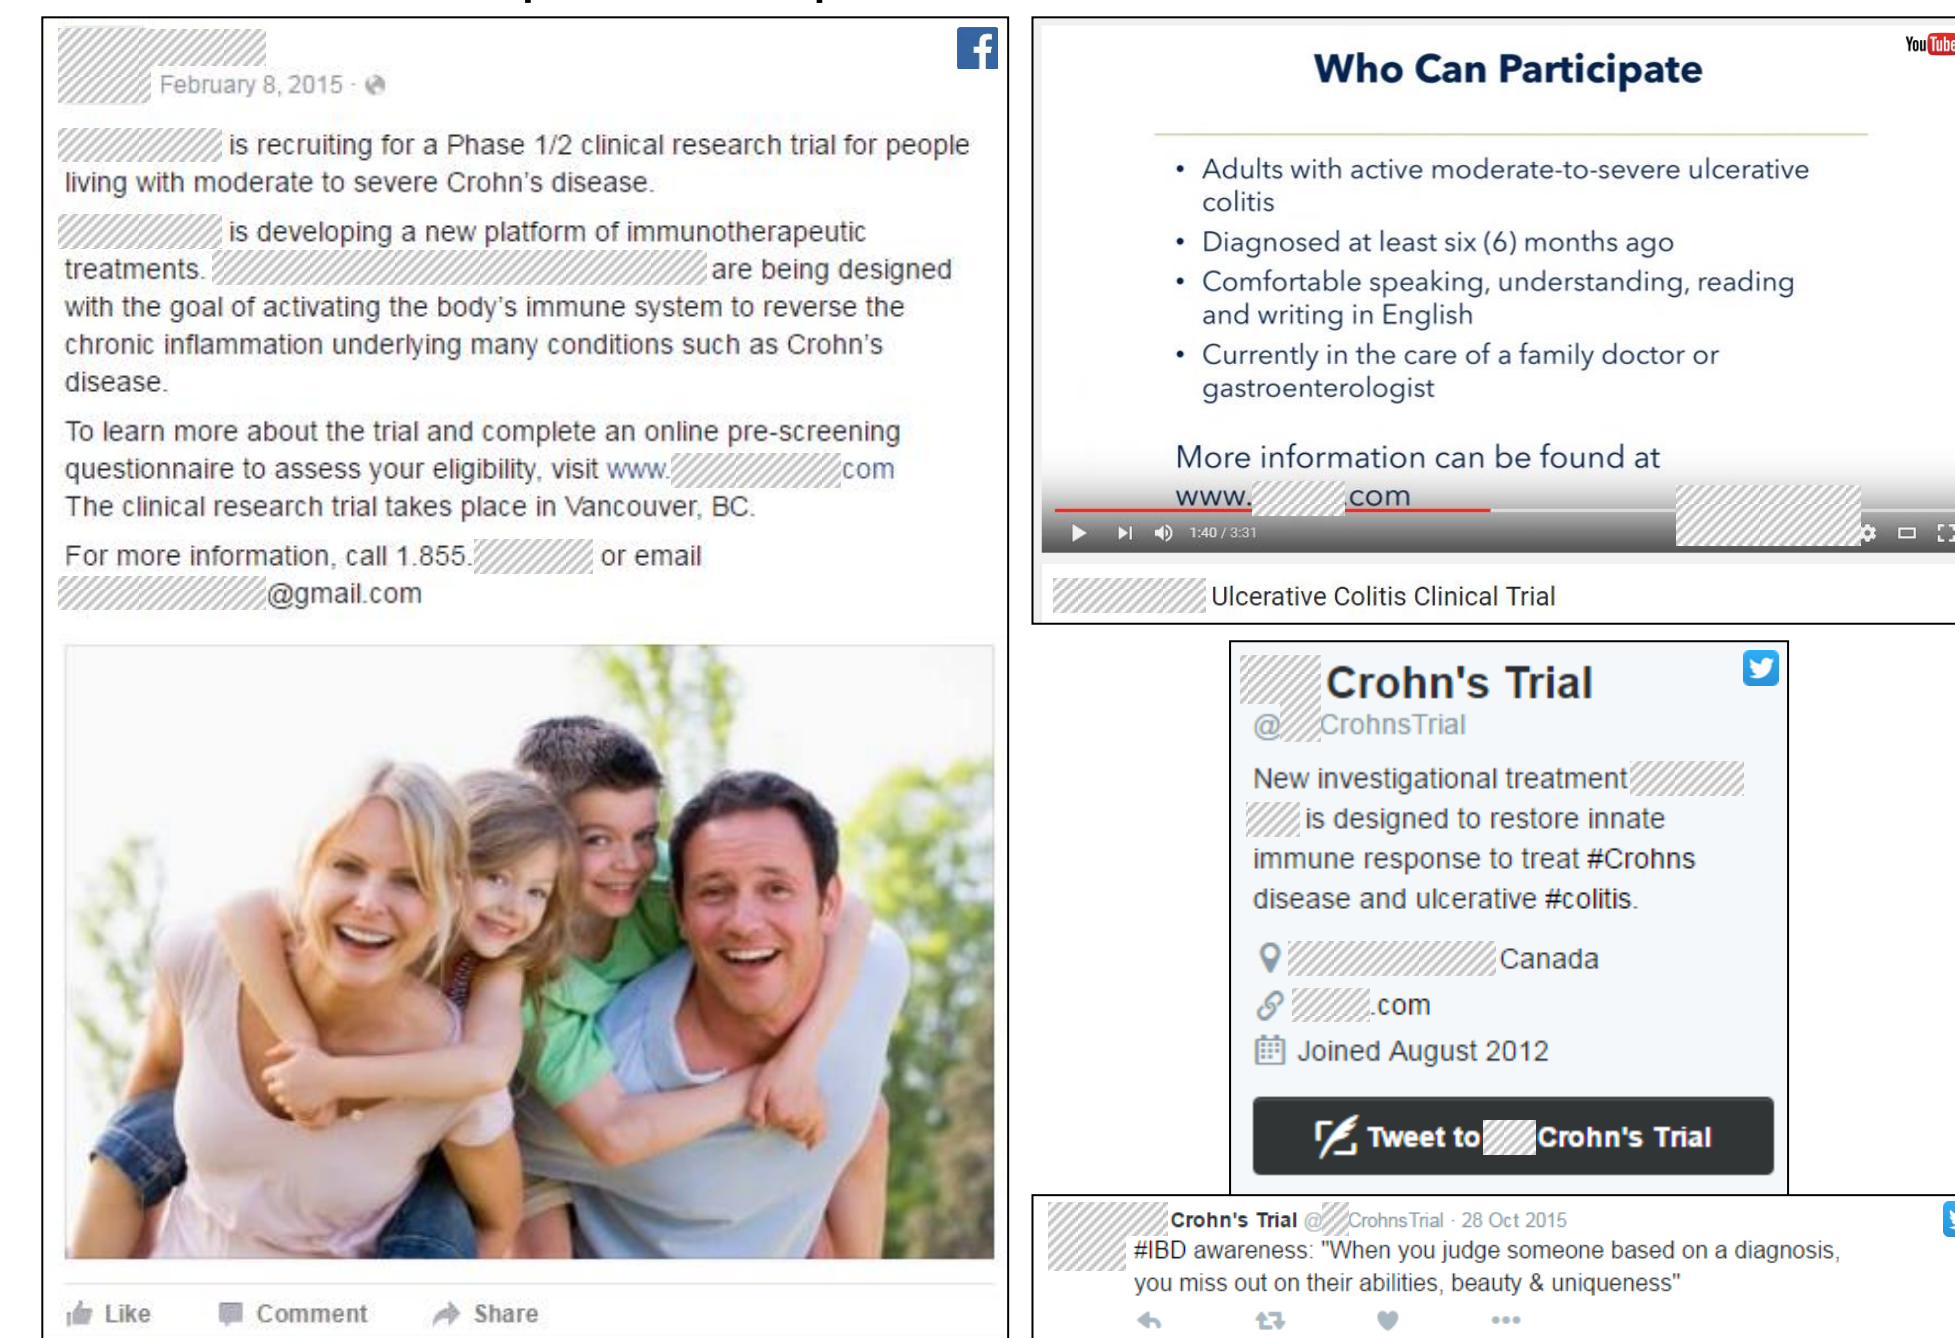 February 8, 2015 ·
is recruiting for a Phase 1/2 clinical research trial for people
living with moderate to severe Crohn's disease.
is developing a new platform of immunotherapeutic
treatments. are being designed
with the goal of activating the body's immune system to reverse the
chronic inflammation underlying many conditions such as Crohn's
disease.
To learn more about the trial and complete an online pre-screening
questionnaire to assess your eligibility, visit www. com
The clinical research trial takes place in Vancouver, BC.
For more information, call 1.855. or email
@gmail.com
Like Comment Share
YouTube
Who Can Participate
• Adults with active moderate-to-severe ulcerative
colitis
• Diagnosed at least six (6) months ago
• Comfortable speaking, understanding, reading
and writing in English
• Currently in the care of a family doctor or
gastroenterologist
More information can be found at
www. .com
1:40 / 3:31
Ulcerative Colitis Clinical Trial
Crohn's Trial
@ CrohnsTrial
New investigational treatment
is designed to restore innate
immune response to treat #Crohns
disease and ulcerative #colitis.
Canada
.com
Joined August 2012
Tweet to Crohn's Trial
Crohn's Trial @ CrohnsTrial · 28 Oct 2015
#IBD awareness: "When you judge someone based on a diagnosis,
you miss out on their abilities, beauty & uniqueness"